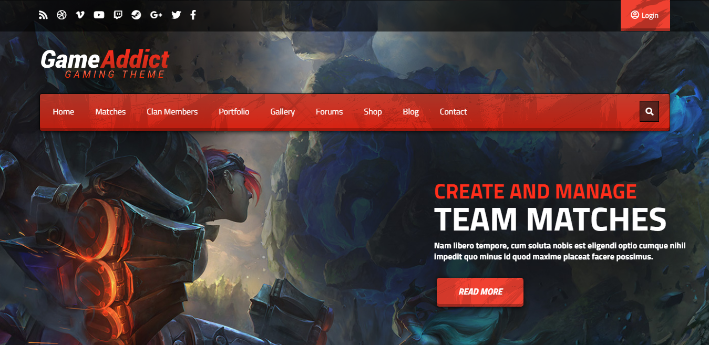 Login
GameAddict
GAMING THEME
Home Matches Clan Members Portfolio Gallery Forums Shop Blog Contact
CREATE AND MANAGE
TEAM MATCHES
Nam libero tempore, cum soluta nobis est eligendi optio cumque nihil
impedit quo minus id quod maxime placeat facere possimus.
READ MORE